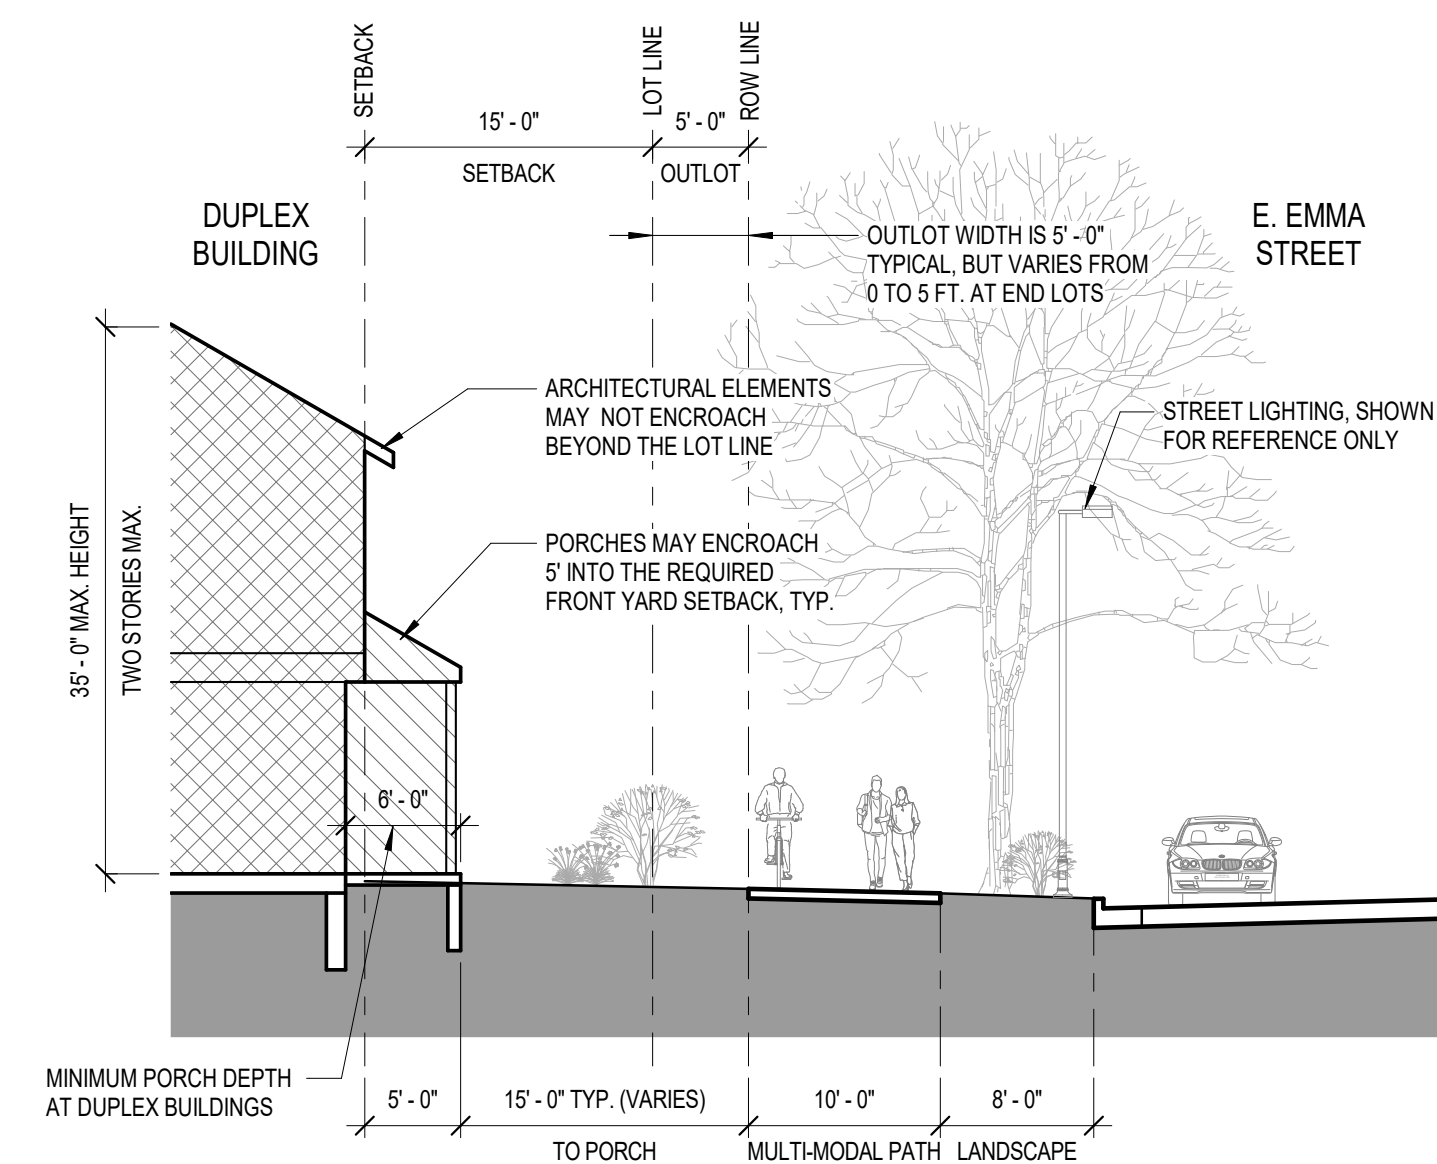 SETBACK
LOT LINE
ROW LINE
15' - 0"
5' - 0"
SETBACK
OUTLOT
DUPLEX
BUILDING
E. EMMA
STREET
OUTLOT WIDTH IS 5' - 0"
TYPICAL, BUT VARIES FROM
0 TO 5 FT. AT END LOTS
ARCHITECTURAL ELEMENTS
MAY NOT ENCROACH
BEYOND THE LOT LINE
STREET LIGHTING, SHOWN
FOR REFERENCE ONLY
35' - 0" MAX. HEIGHT
TWO STORIES MAX.
PORCHES MAY ENCROACH
5' INTO THE REQUIRED
FRONT YARD SETBACK, TYP.
6' - 0"
MINIMUM PORCH DEPTH
AT DUPLEX BUILDINGS
5' - 0"
15' - 0" TYP. (VARIES)
10' - 0"
8' - 0"
TO PORCH
MULTI-MODAL PATH
LANDSCAPE